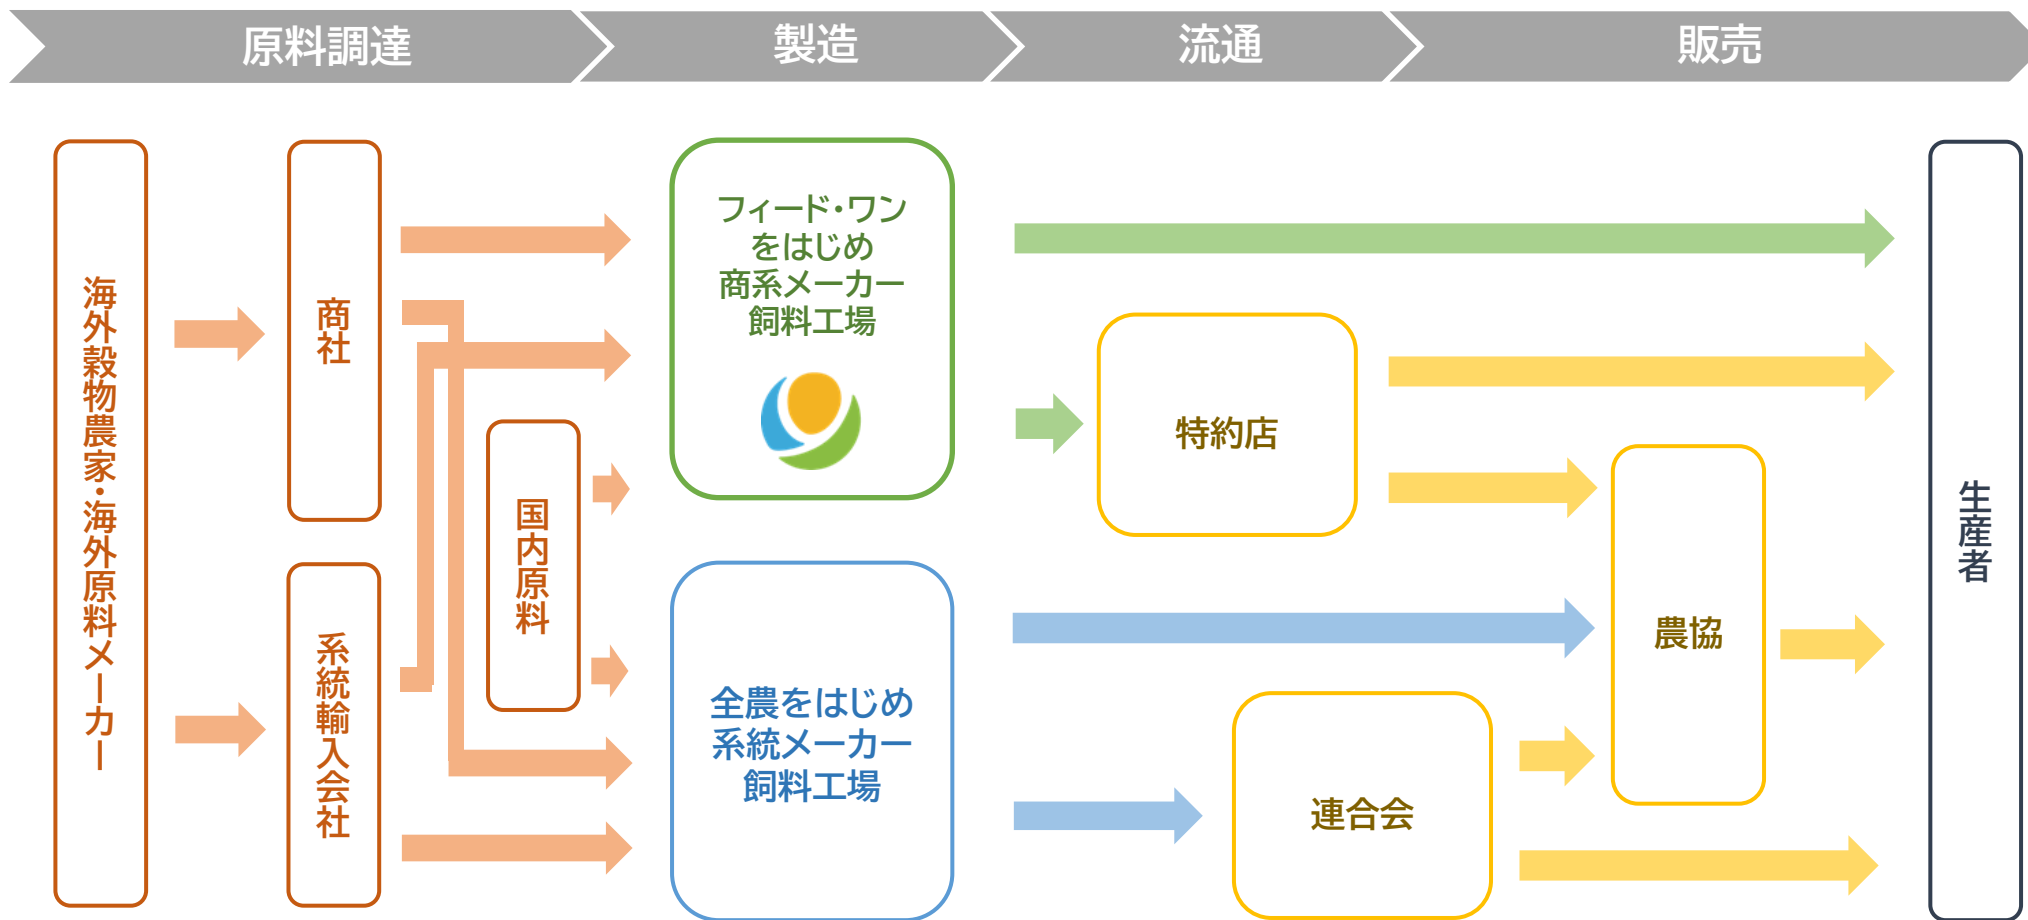 原料調達
製造
流通
販売
海外穀物農家・海外原料メーカー
商社
系統輸入会社
国内原料
フィード・ワン
をはじめ
商系メーカー
飼料工場
全農をはじめ
系統メーカー
飼料工場
特約店
連合会
農協
生産者